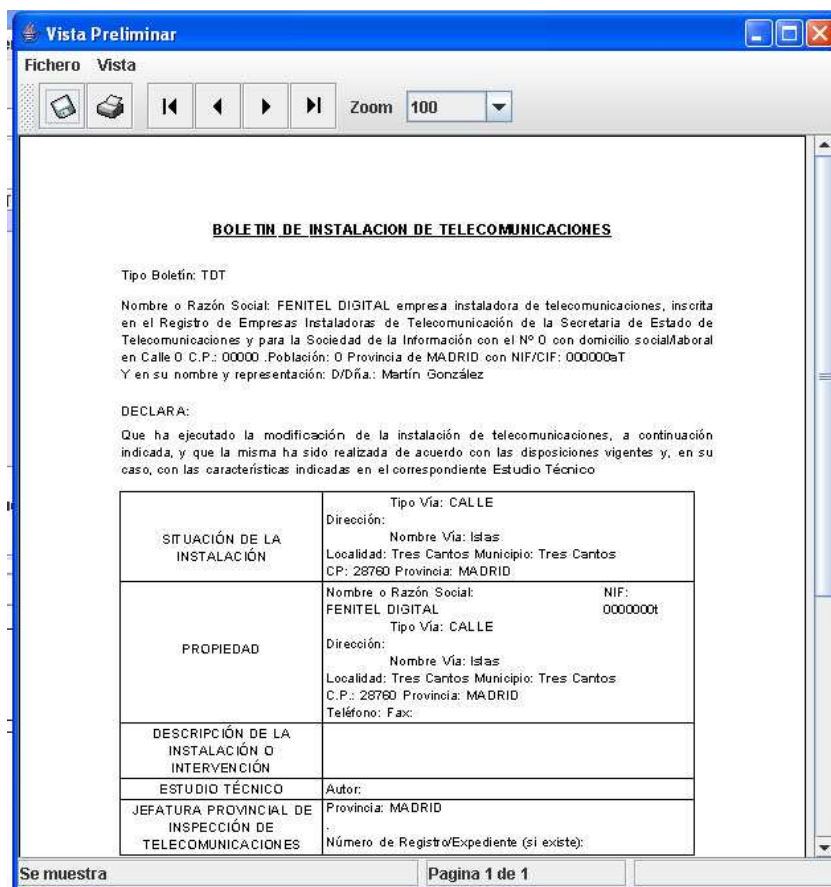 Vista Preliminar
Fichero Vista
Zoom 100
BOLETIN DE INSTALACION DE TELECOMUNICACIONES
Tipo Boletín: TDT
Nombre o Razón Social: FENITEL DIGITAL empresa instaladora de telecomunicaciones, inscrita
en el Registro de Empresas Instaladoras de Telecomunicación de la Secretaria de Estado de
Telecomunicaciones y para la Sociedad de la Información con el Nº 0 con domicilio social/laboral
en Calle 0 C.P.: 00000 .Población: 0 Provincia de MADRID con NIF/CIF: 000000aT
Y en su nombre y representación: D/Dña.: Martín González
DECLARA:
Que ha ejecutado la modificación de la instalación de telecomunicaciones, a continuación
indicada, y que la misma ha sido realizada de acuerdo con las disposiciones vigentes y, en su
caso, con las características indicadas en el correspondiente Estudio Técnico
SITUACIÓN DE LA
INSTALACIÓN
Tipo Vía: CALLE
Dirección:
Nombre Vía: Islas
Localidad: Tres Cantos Municipio: Tres Cantos
CP: 28760 Provincia: MADRID
PROPIEDAD
Nombre o Razón Social: NIF:
FENITEL DIGITAL 0000000t
Tipo Vía: CALLE
Dirección:
Nombre Vía: Islas
Localidad: Tres Cantos Municipio: Tres Cantos
C.P.: 28760 Provincia: MADRID
Teléfono: Fax:
DESCRIPCIÓN DE LA
INSTALACIÓN O
INTERVENCIÓN
ESTUDIO TÉCNICO
Autor:
JEFATURA PROVINCIAL DE
INSPECCIÓN DE
TELECOMUNICACIONES
Provincia: MADRID
.
Número de Registro/Expediente (si existe):
Se muestra
Pagina 1 de 1